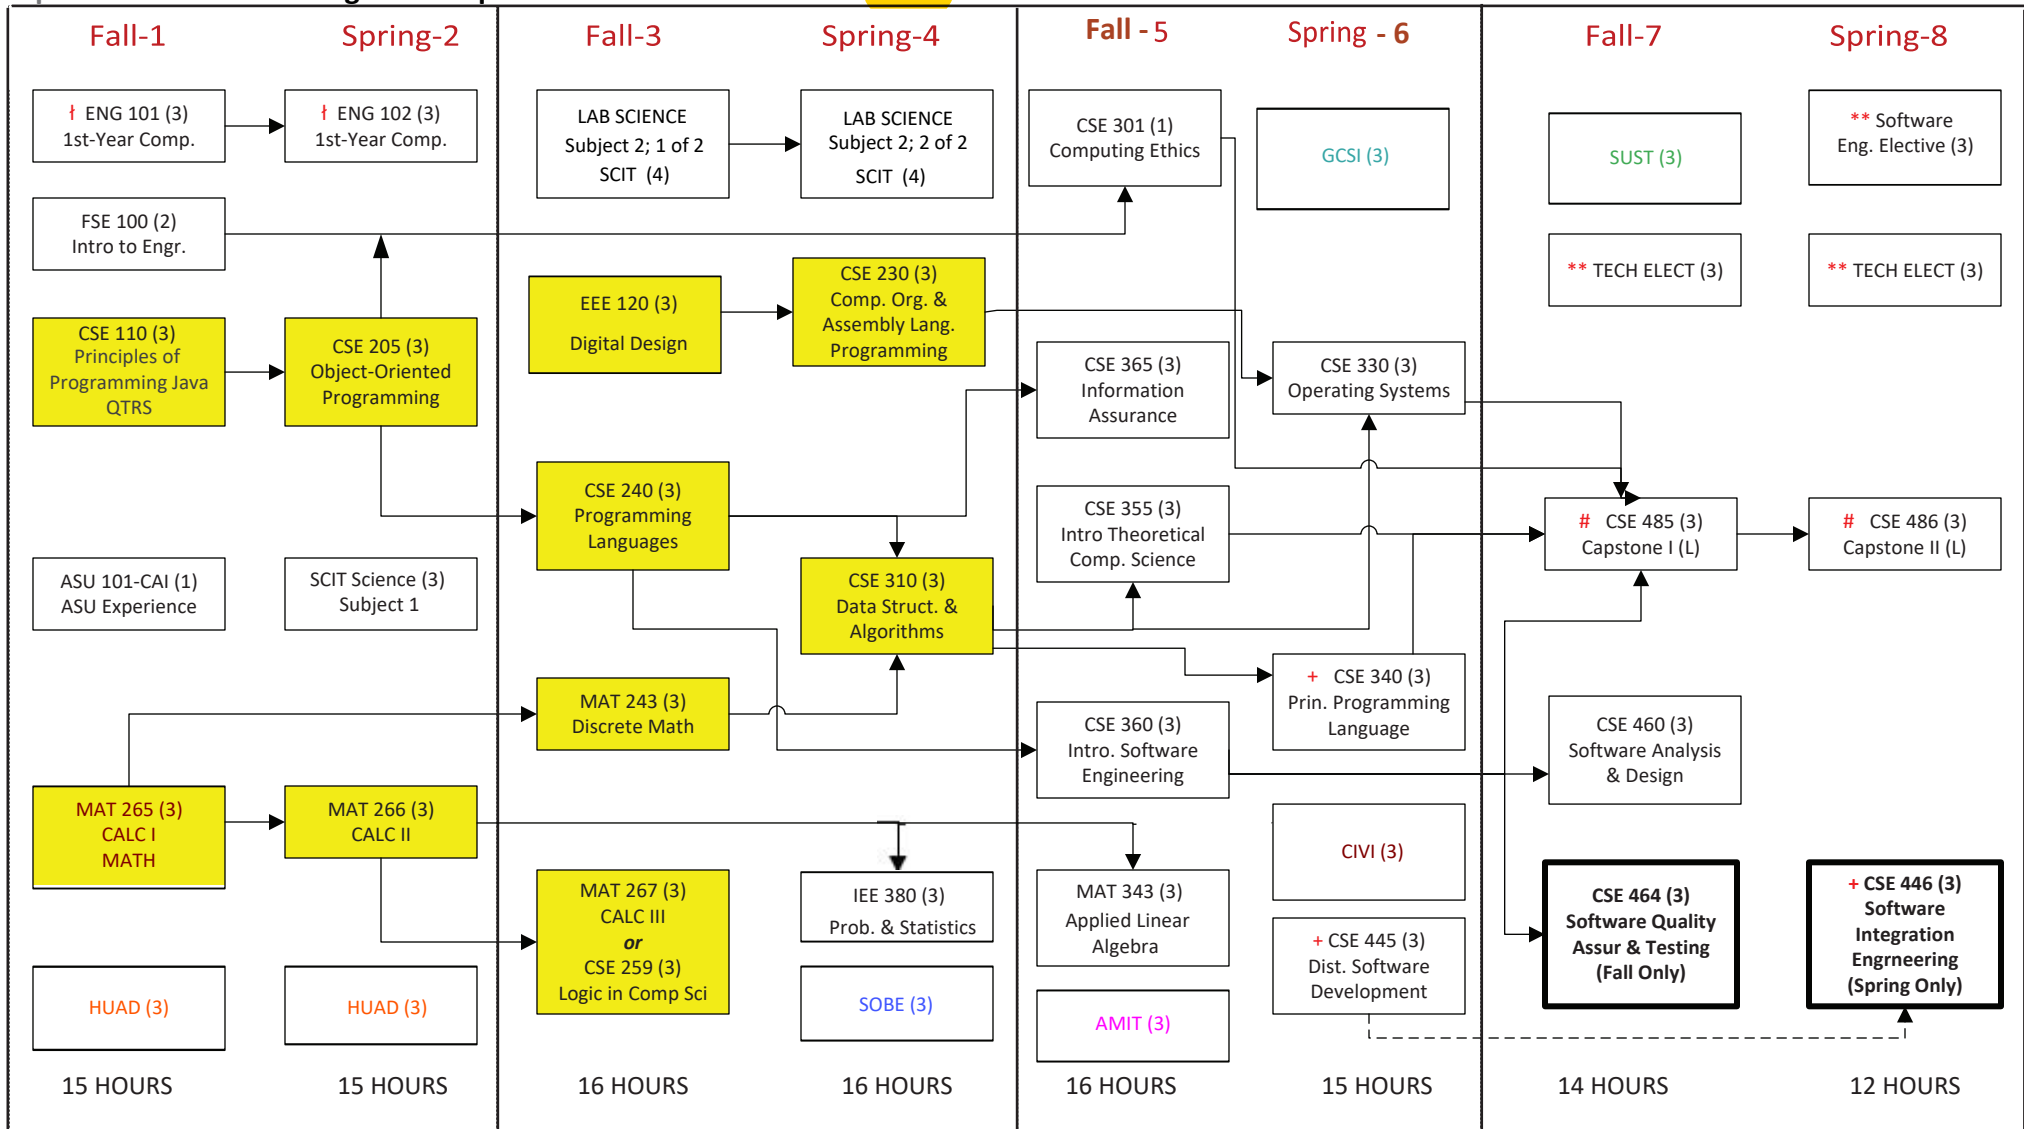 Fall-1
Spring-2
Fall-3
Spring-4
Fall - 5
Spring - 6
Fall-7
Spring-8
ƚ ENG 101 (3)
1st-Year Comp.
FSE 100 (2)
Intro to Engr.
CSE 110 (3)
Principles of
Programming Java
QTRS
ASU 101-CAI (1)
ASU Experience
MAT 265 (3)
CALC I
MATH
HUAD (3)
15 HOURS
ƚ ENG 102 (3)
1st-Year Comp.
CSE 205 (3)
Object-Oriented
Programming
SCIT Science (3)
Subject 1
MAT 266 (3)
CALC II
HUAD (3)
15 HOURS
LAB SCIENCE
Subject 2; 1 of 2
SCIT (4)
EEE 120 (3)
Digital Design
CSE 240 (3)
Programming
Languages
MAT 243 (3)
Discrete Math
MAT 267 (3)
CALC III
or
CSE 259 (3)
Logic in Comp Sci
16 HOURS
LAB SCIENCE
Subject 2; 2 of 2
SCIT (4)
CSE 230 (3)
Comp. Org. &
Assembly Lang.
Programming
CSE 310 (3)
Data Struct. &
Algorithms
IEE 380 (3)
Prob. & Statistics
SOBE (3)
16 HOURS
CSE 301 (1)
Computing Ethics
CSE 365 (3)
Information
Assurance
CSE 355 (3)
Intro Theoretical
Comp. Science
CSE 360 (3)
Intro. Software
Engineering
MAT 343 (3)
Applied Linear
Algebra
AMIT (3)
16 HOURS
GCSI (3)
CSE 330 (3)
Operating Systems
+ CSE 340 (3)
Prin. Programming
Language
CIVI (3)
+ CSE 445 (3)
Dist. Software
Development
15 HOURS
SUST (3)
** TECH ELECT (3)
# CSE 485 (3)
Capstone I (L)
CSE 460 (3)
Software Analysis
& Design
CSE 464 (3)
Software Quality
Assur & Testing
(Fall Only)
14 HOURS
** Software
Eng. Elective (3)
** TECH ELECT (3)
# CSE 486 (3)
Capstone II (L)
+ CSE 446 (3)
Software
Integration
Engrneering
(Spring Only)
12 HOURS